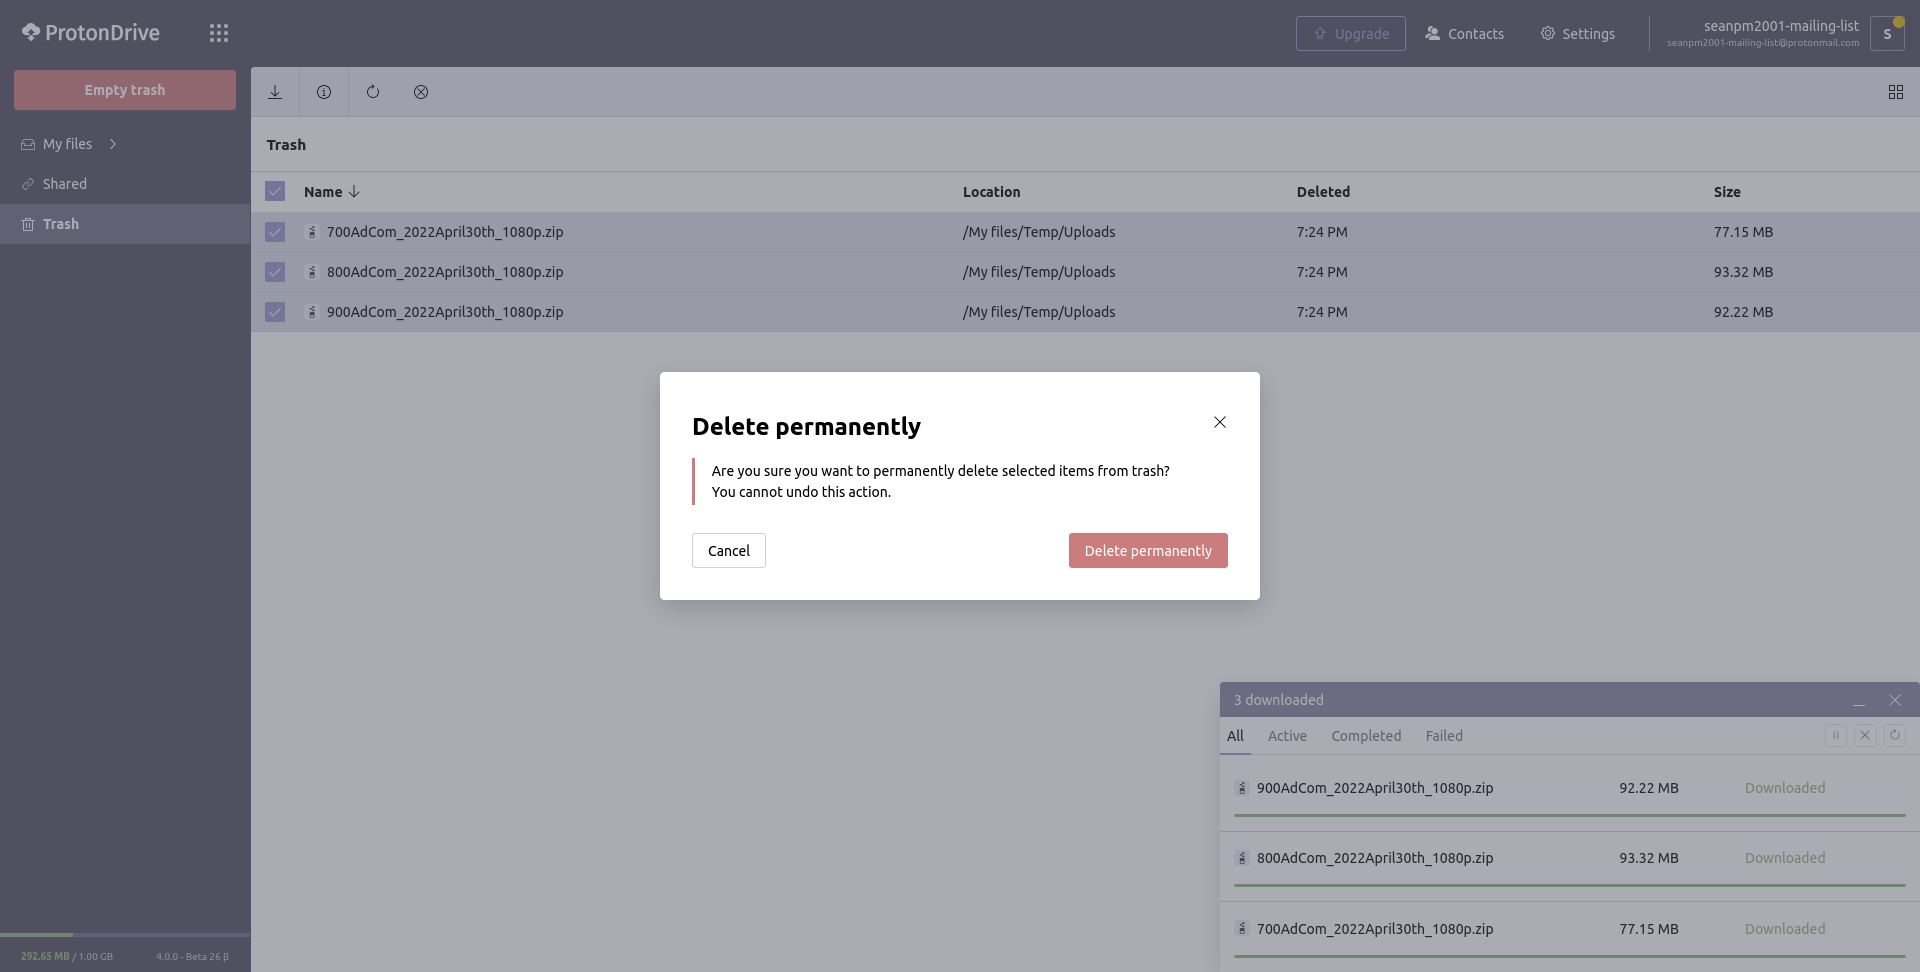 ProtonDrive
Upgrade
Contacts
Settings
seanpm2001-mailing-list
seanpm2001-mailing-list@protonmail.com
S
Empty trash
My files
Shared
Trash
Trash
Name Location Deleted Size
700AdCom_2022April30th_1080p.zip /My files/Temp/Uploads 7:24 PM 77.15 MB
800AdCom_2022April30th_1080p.zip /My files/Temp/Uploads 7:24 PM 93.32 MB
900AdCom_2022April30th_1080p.zip /My files/Temp/Uploads 7:24 PM 92.22 MB
Delete permanently
Are you sure you want to permanently delete selected items from trash?
You cannot undo this action.
Cancel
Delete permanently
3 downloaded
All Active Completed Failed
900AdCom_2022April30th_1080p.zip 92.22 MB Downloaded
800AdCom_2022April30th_1080p.zip 93.32 MB Downloaded
700AdCom_2022April30th_1080p.zip 77.15 MB Downloaded
292.65 MB / 1.00 GB 4.0.0 - Beta 26 β